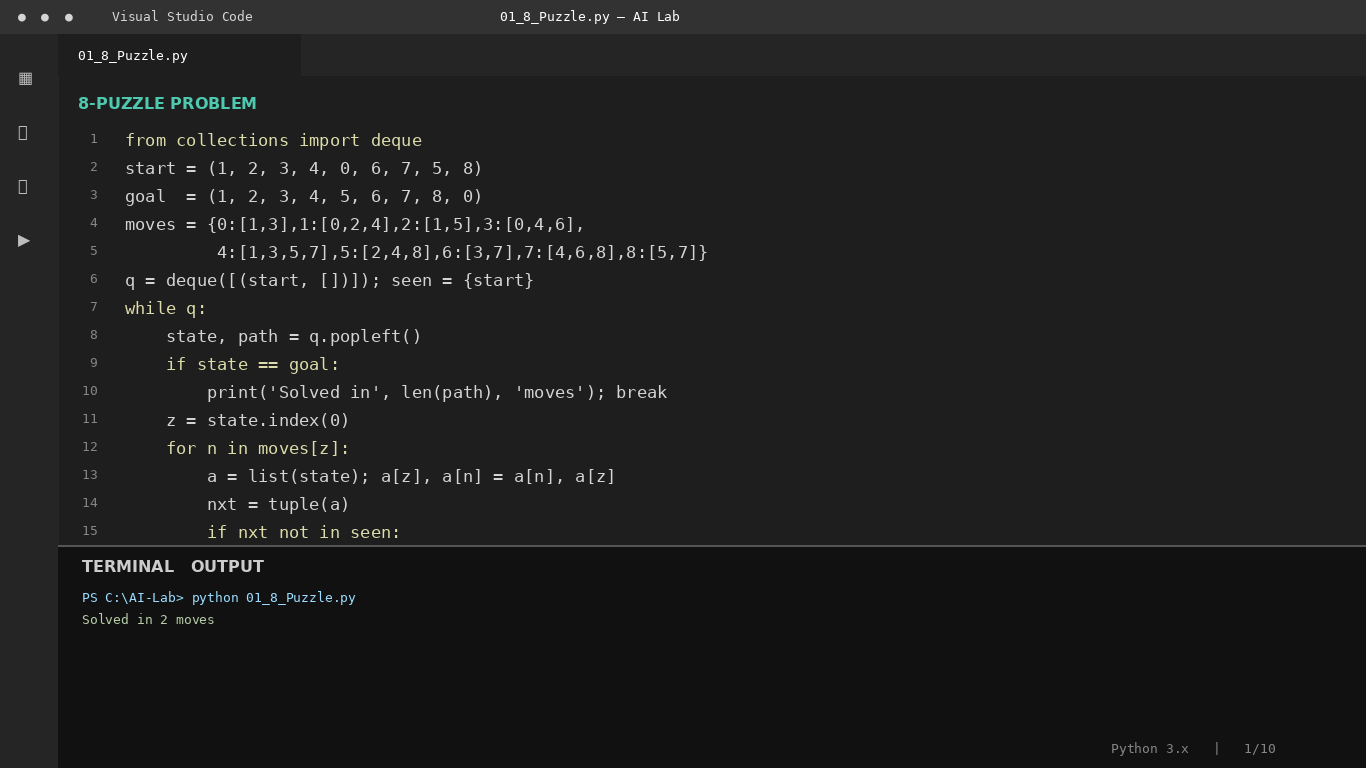 Visual Studio Code
01_8_Puzzle.py — AI Lab
01_8_Puzzle.py
8-PUZZLE PROBLEM
1 from collections import deque
2 start = (1, 2, 3, 4, 0, 6, 7, 5, 8)
3 goal  = (1, 2, 3, 4, 5, 6, 7, 8, 0)
4 moves = {0:[1,3],1:[0,2,4],2:[1,5],3:[0,4,6],
5          4:[1,3,5,7],5:[2,4,8],6:[3,7],7:[4,6,8],8:[5,7]}
6 q = deque([(start, [])]); seen = {start}
7 while q:
8     state, path = q.popleft()
9     if state == goal:
10         print('Solved in', len(path), 'moves'); break
11     z = state.index(0)
12     for n in moves[z]:
13         a = list(state); a[z], a[n] = a[n], a[z]
14         nxt = tuple(a)
15         if nxt not in seen:
TERMINAL   OUTPUT
PS C:\AI-Lab> python 01_8_Puzzle.py
Solved in 2 moves
Python 3.x   |   1/10